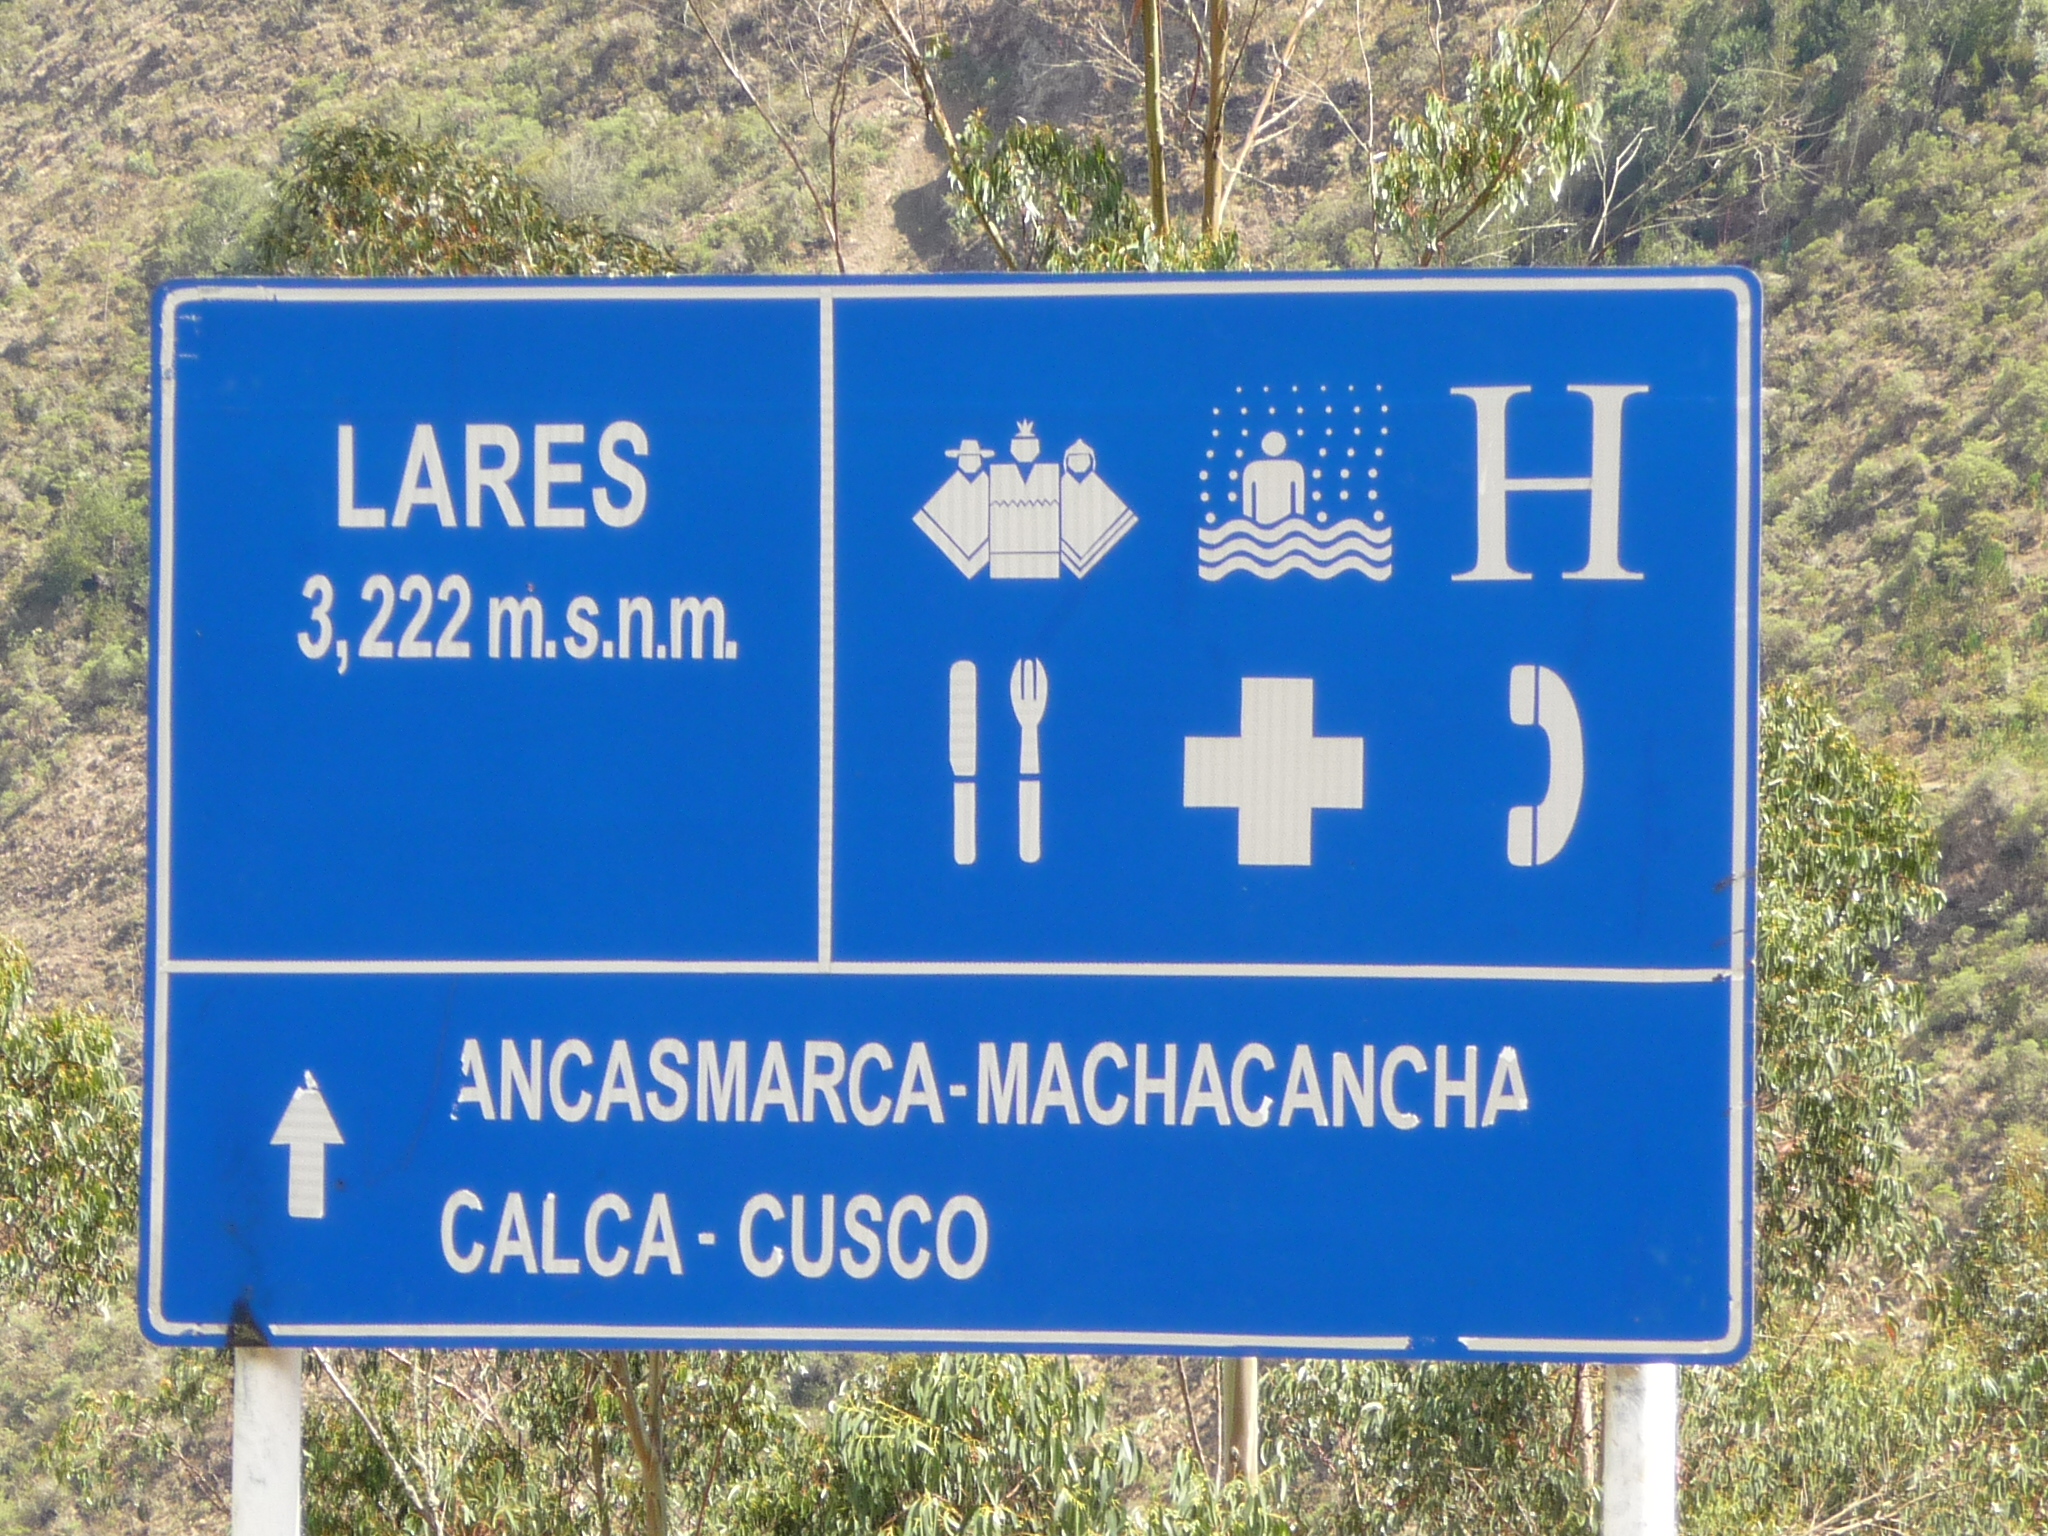 LARES
3,222 m.s.n.m.
H
ANCASMARCA-MACHACANCHA
CALCA - CUSCO